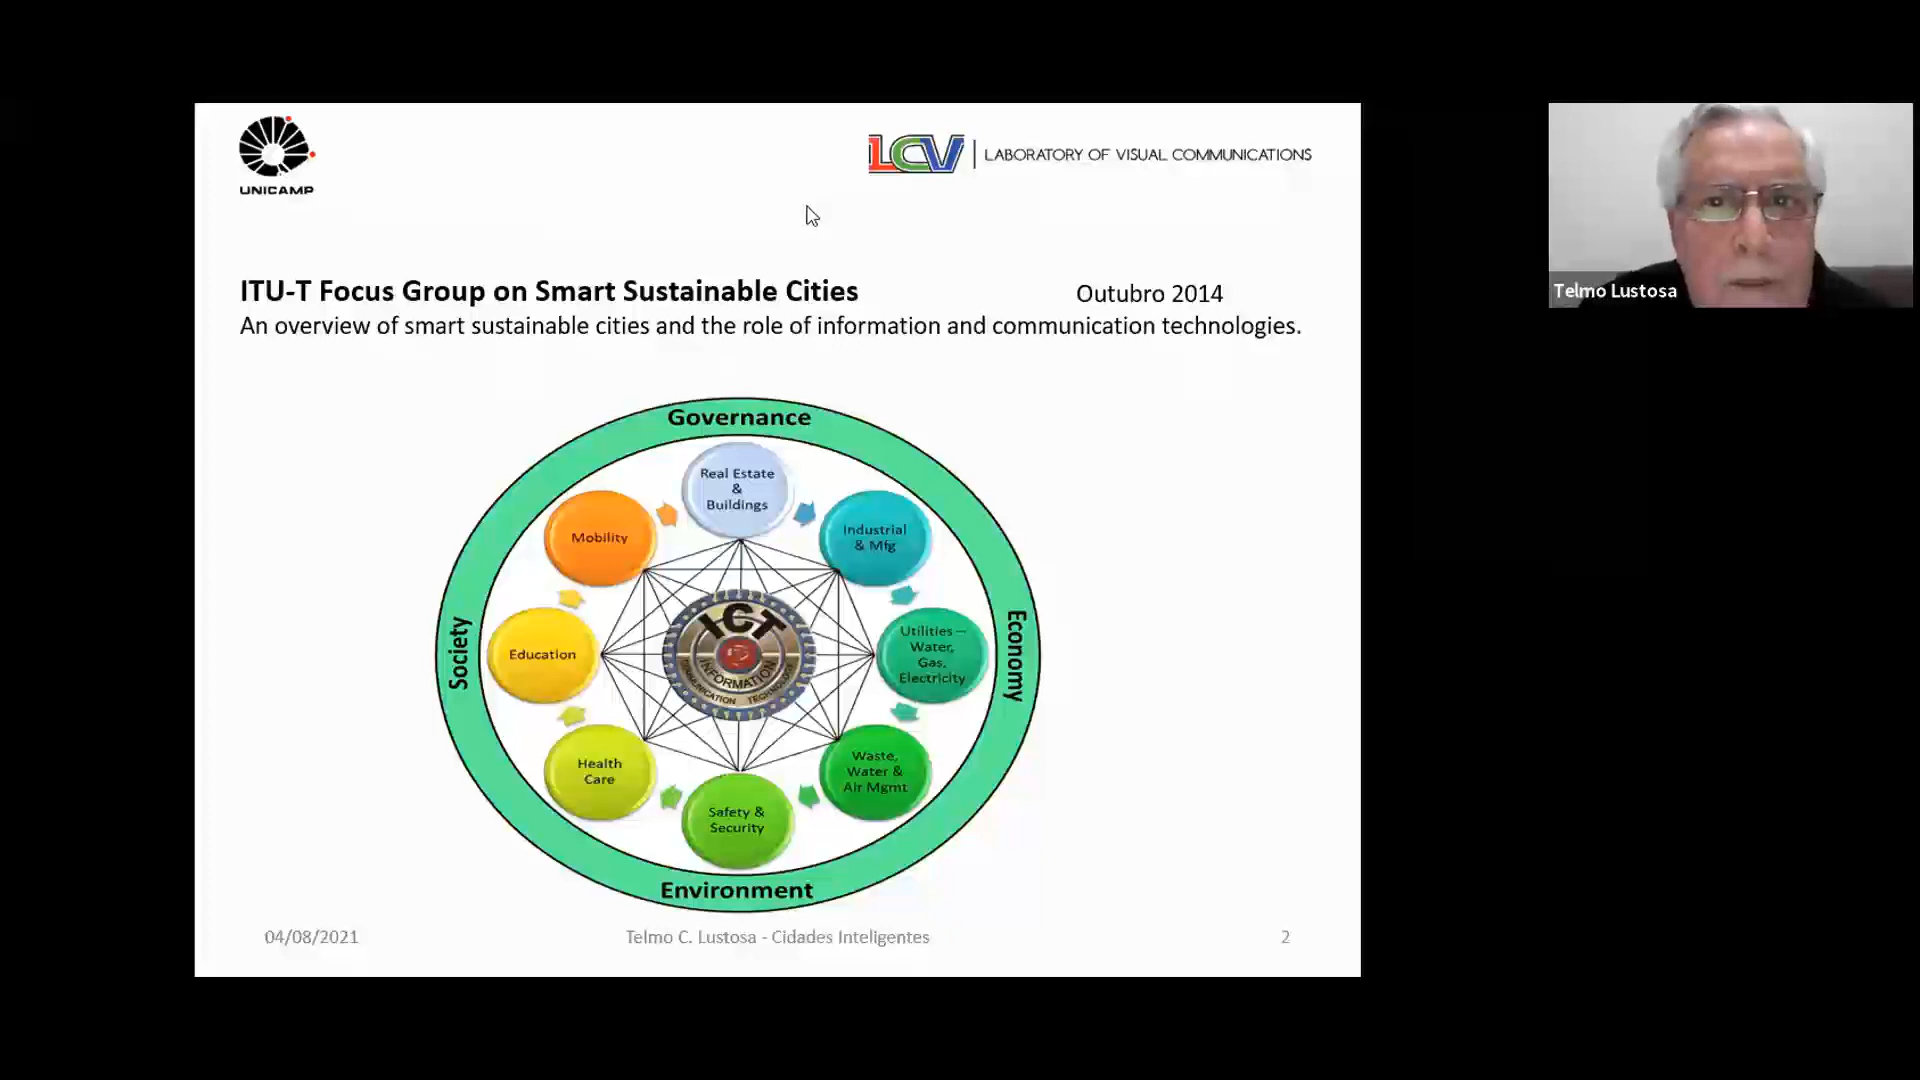 UNICAMP
LCV | LABORATORY OF VISUAL COMMUNICATIONS
ITU-T Focus Group on Smart Sustainable Cities
Outubro 2014
An overview of smart sustainable cities and the role of information and communication technologies.
Governance
Real Estate
&
Buildings
Mobility
Industrial
& Mfg
Society
Education
ICT
INFORMATION
COMMUNICATION TECHNOLOGY
Utilities –
Water,
Gas,
Electricity
Economy
Health
Care
Waste,
Water &
Air Mgmt
Safety &
Security
Environment
04/08/2021
Telmo C. Lustosa - Cidades Inteligentes
2
Telmo Lustosa